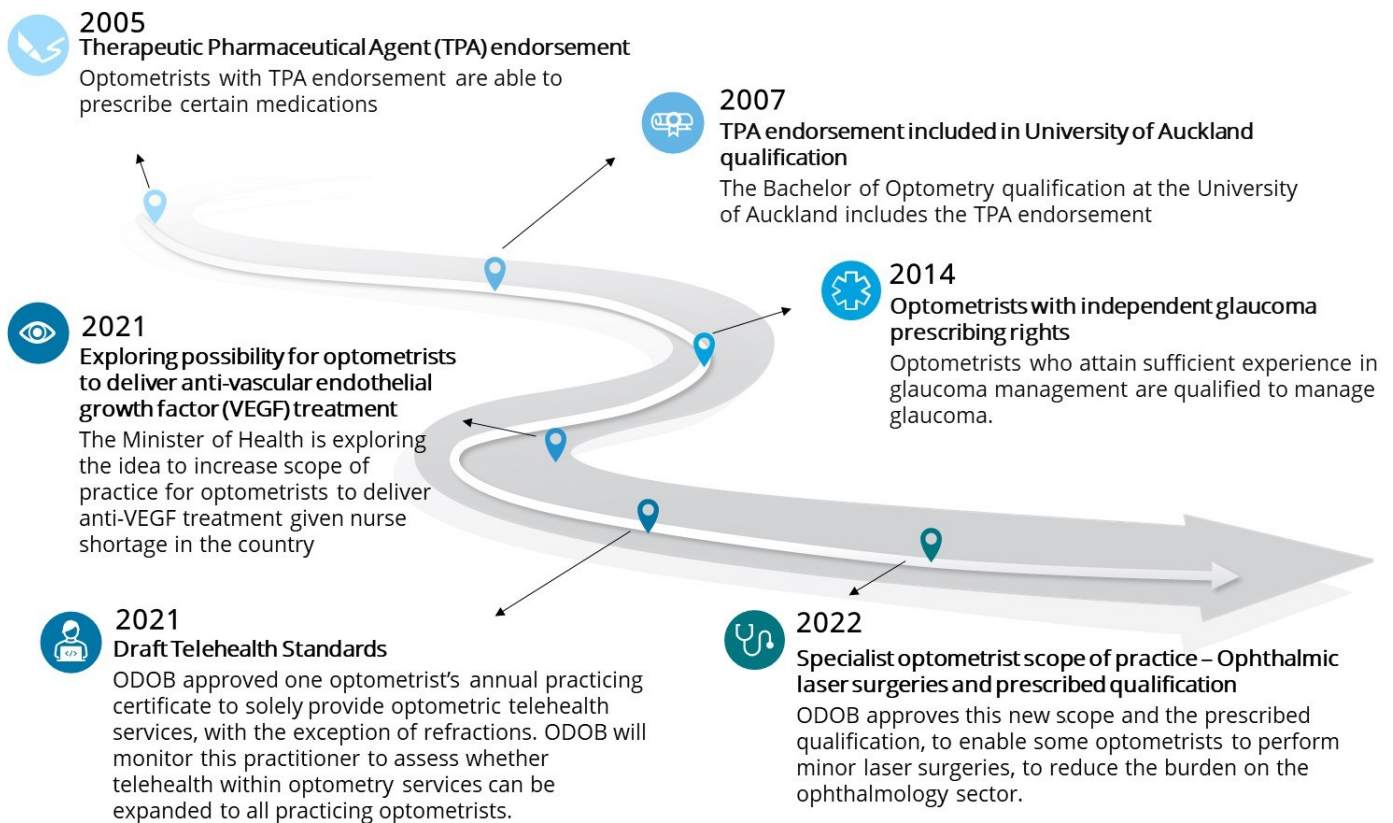 2005
Therapeutic Pharmaceutical Agent (TPA) endorsement
Optometrists with TPA endorsement are able to
prescribe certain medications
2007
TPA endorsement included in University of Auckland
qualification
The Bachelor of Optometry qualification at the University
of Auckland includes the TPA endorsement
2014
Optometrists with independent glaucoma
prescribing rights
Optometrists who attain sufficient experience in
glaucoma management are qualified to manage
glaucoma.
2021
Exploring possibility for optometrists
to deliver anti-vascular endothelial
growth factor (VEGF) treatment
The Minister of Health is exploring
the idea to increase scope of
practice for optometrists to deliver
anti-VEGF treatment given nurse
shortage in the country
2021
Draft Telehealth Standards
ODOB approved one optometrist's annual practicing
certificate to solely provide optometric telehealth
services, with the exception of refractions. ODOB will
monitor this practitioner to assess whether
telehealth within optometry services can be
expanded to all practicing optometrists.
2022
Specialist optometrist scope of practice – Ophthalmic
laser surgeries and prescribed qualification
ODOB approves this new scope and the prescribed
qualification, to enable some optometrists to perform
minor laser surgeries, to reduce the burden on the
ophthalmology sector.